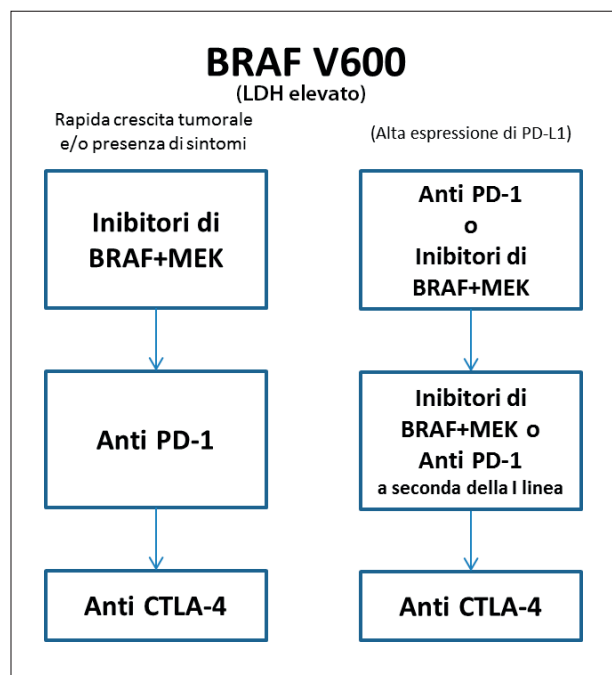 BRAF V600
(LDH elevato)
Rapida crescita tumorale
e/o presenza di sintomi
Inibitori di
BRAF+MEK
Anti PD-1
Anti CTLA-4
(Alta espressione di PD-L1)
Anti PD-1
o
Inibitori di
BRAF+MEK
Inibitori di
BRAF+MEK o
Anti PD-1
a seconda della I linea
Anti CTLA-4